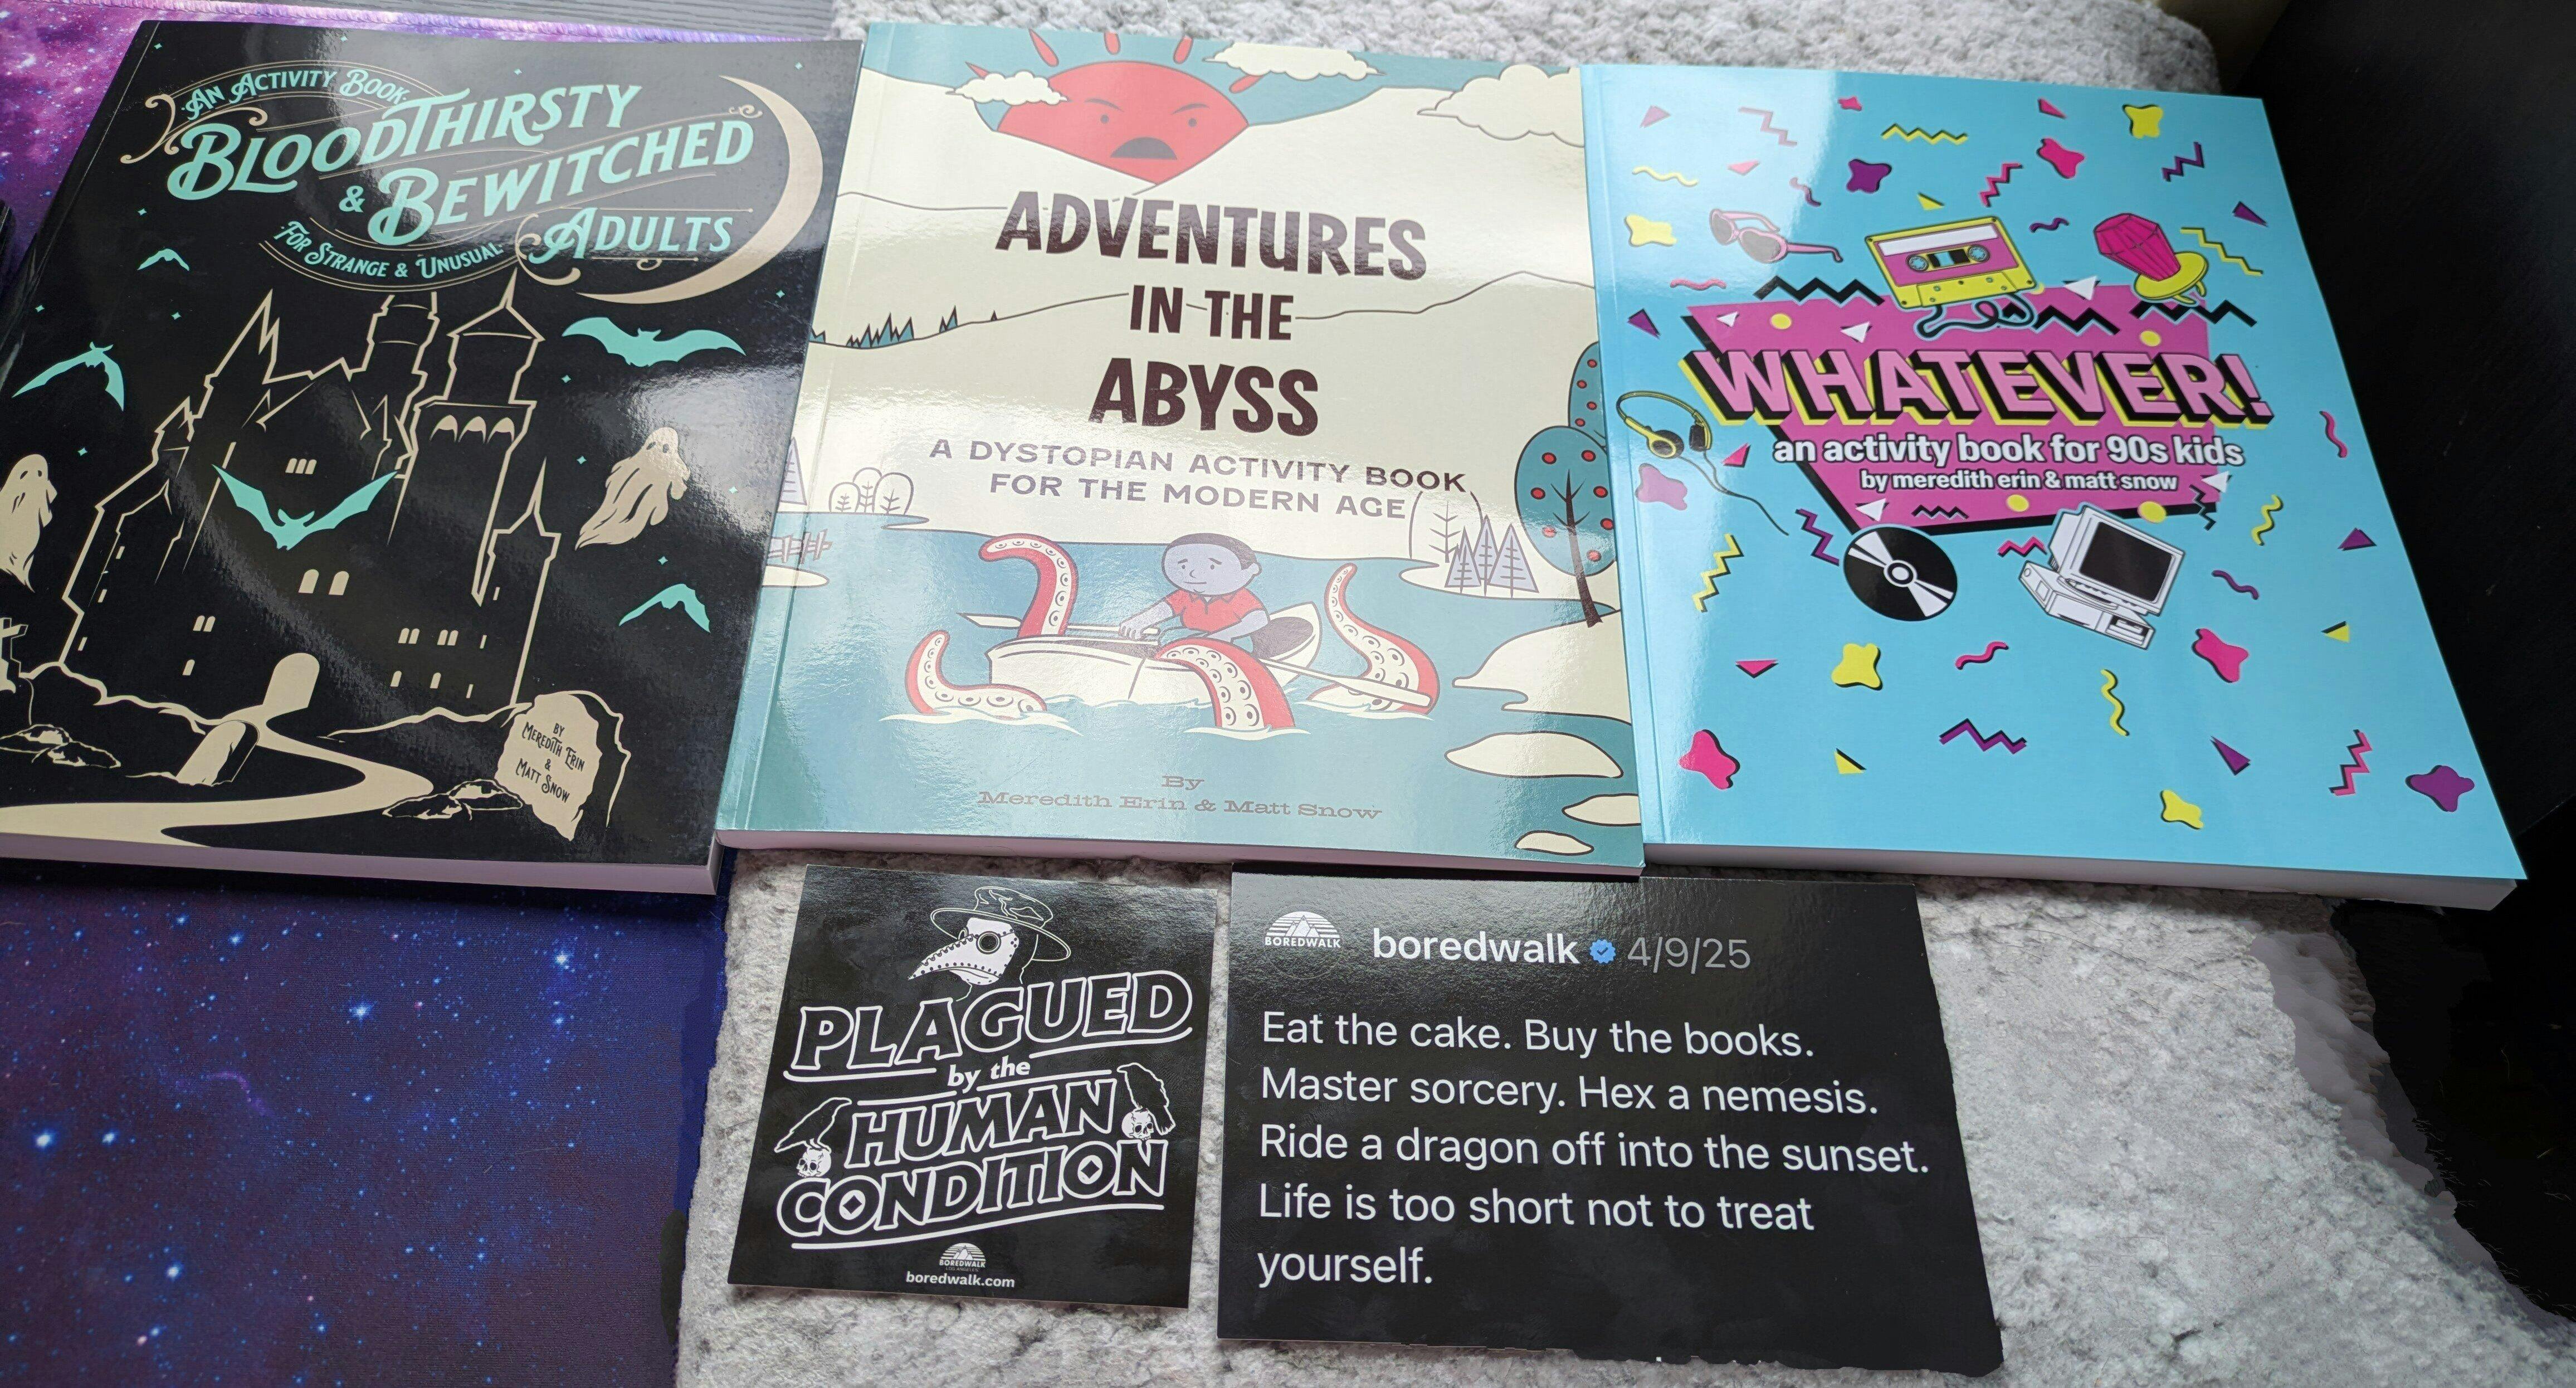 An Activity Book
BloodThirsty
& Bewitched
For Strange & Unusual
Adults
By
Meredith Erin
&
Matt Snow
ADVENTURES
IN THE
ABYSS
A DYSTOPIAN ACTIVITY BOOK
FOR THE MODERN AGE
By
Meredith Erin & Matt Snow
WHATEVER!
an activity book for 90s kids
by meredith erin & matt snow
PLAGUED
by the
HUMAN
CONDITION
BOREDWALK
boredwalk.com
BOREDWALK
boredwalk 4/9/25
Eat the cake. Buy the books.
Master sorcery. Hex a nemesis.
Ride a dragon off into the sunset.
Life is too short not to treat
yourself.